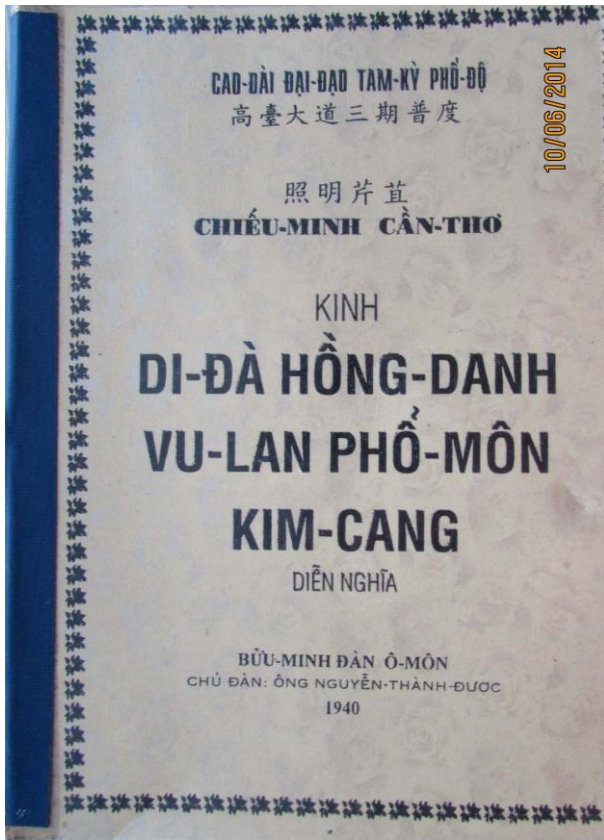 CAO-ĐÀI ĐẠI-ĐẠO TAM-KỲ PHỔ-ĐỘ
高臺大道三期普度
照明芹苴
CHIẾU-MINH CẦN-THƠ
KINH
DI-ĐÀ HỒNG-DANH
VU-LAN PHỔ-MÔN
KIM-CANG
DIỄN NGHĨA
BỬU-MINH ĐÀN Ô-MÔN
CHỦ ĐÀN: ÔNG NGUYỄN-THÀNH-ĐƯỢC
1940
10/06/2014